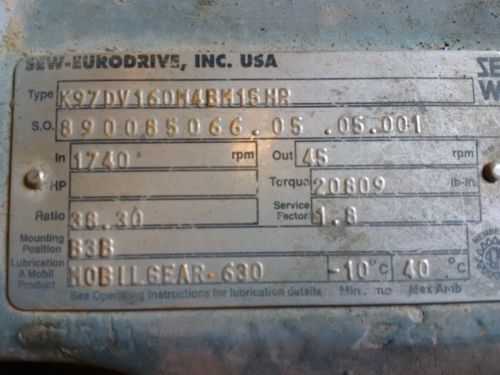 SEW-EURODRIVE, INC. USA
Type K97DV160M4BM15HR
S.O. 890085066.05 .05.001
In 1740 rpm Out 45 rpm
HP Torque 20809 lb-in
Ratio 38.30 Service Factor 1.8
Mounting Position B3B
Lubrication A Mobil Product MOBILGEAR·630 -10°C 40 °C
See Operating Instructions for lubrication details Max Amb